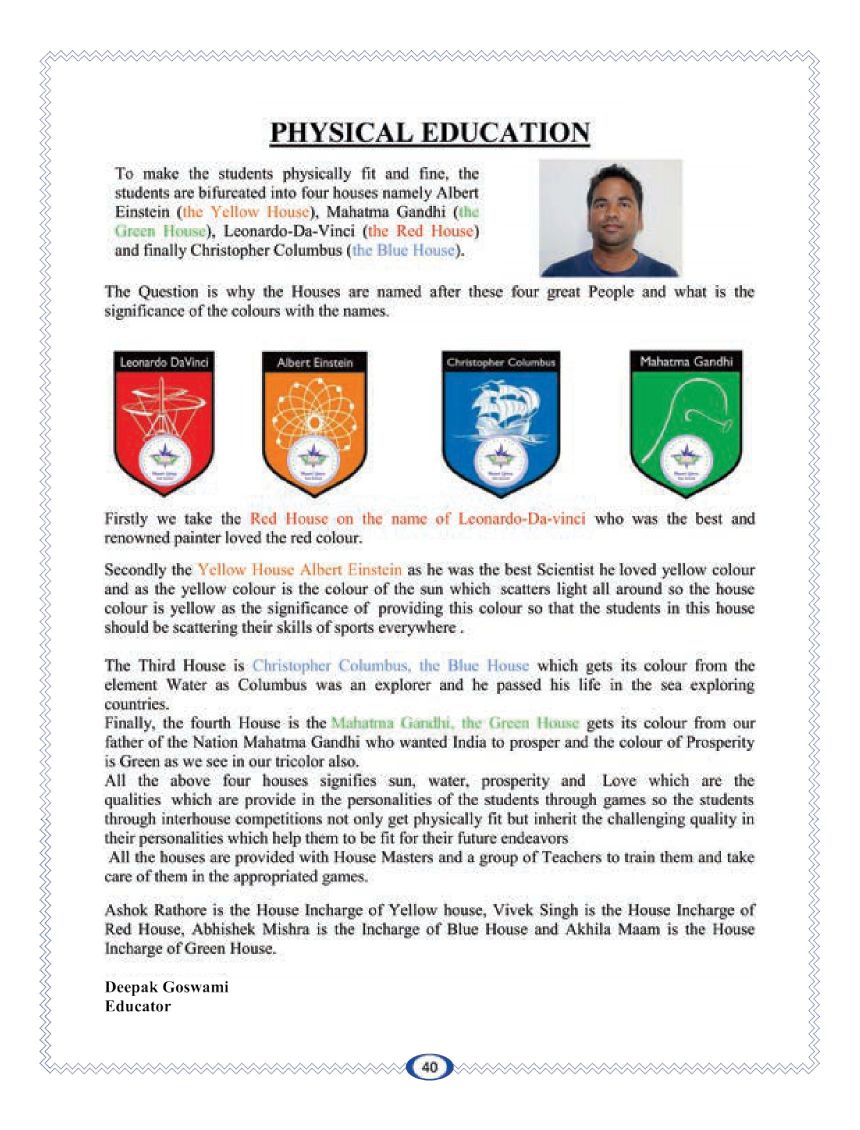 PHYSICAL EDUCATION
To make the students physically fit and fine, the
students are bifurcated into four houses namely Albert
Einstein (the Yellow House), Mahatma Gandhi (the
Green House), Leonardo-Da-Vinci (the Red House)
and finally Christopher Columbus (the Blue House).
The Question is why the Houses are named after these four great People and what is the
significance of the colours with the names.
Leonardo DaVinci
Albert Einstein
Christopher Columbus
Mahatma Gandhi
Firstly we take the Red House on the name of Leonardo-Da-vinci who was the best and
renowned painter loved the red colour.
Secondly the Yellow House Albert Einstein as he was the best Scientist he loved yellow colour
and as the yellow colour is the colour of the sun which scatters light all around so the house
colour is yellow as the significance of providing this colour so that the students in this house
should be scattering their skills of sports everywhere .
The Third House is Christopher Columbus, the Blue House which gets its colour from the
element Water as Columbus was an explorer and he passed his life in the sea exploring
countries.
Finally, the fourth House is the Mahatma Gandhi, the Green House gets its colour from our
father of the Nation Mahatma Gandhi who wanted India to prosper and the colour of Prosperity
is Green as we see in our tricolor also.
All the above four houses signifies sun, water, prosperity and Love which are the
qualities which are provide in the personalities of the students through games so the students
through interhouse competitions not only get physically fit but inherit the challenging quality in
their personalities which help them to be fit for their future endeavors
All the houses are provided with House Masters and a group of Teachers to train them and take
care of them in the appropriated games.
Ashok Rathore is the House Incharge of Yellow house, Vivek Singh is the House Incharge of
Red House, Abhishek Mishra is the Incharge of Blue House and Akhila Maam is the House
Incharge of Green House.
Deepak Goswami
Educator
40